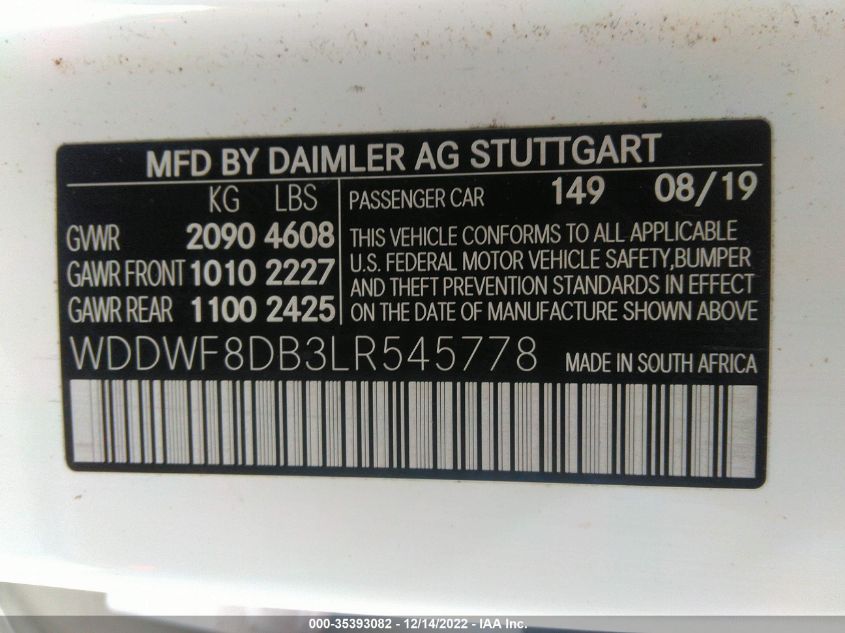 MFD BY DAIMLER AG STUTTGART
KG LBS
GVWR 2090 4608
GAWR FRONT 1010 2227
GAWR REAR 1100 2425
PASSENGER CAR 149 08/19
THIS VEHICLE CONFORMS TO ALL APPLICABLE
U.S. FEDERAL MOTOR VEHICLE SAFETY,BUMPER
AND THEFT PREVENTION STANDARDS IN EFFECT
ON THE DATE OF MANUFACTURE SHOWN ABOVE
WDDWF8DB3LR545778 MADE IN SOUTH AFRICA
000-35393082 - 12/14/2022 - IAA Inc.